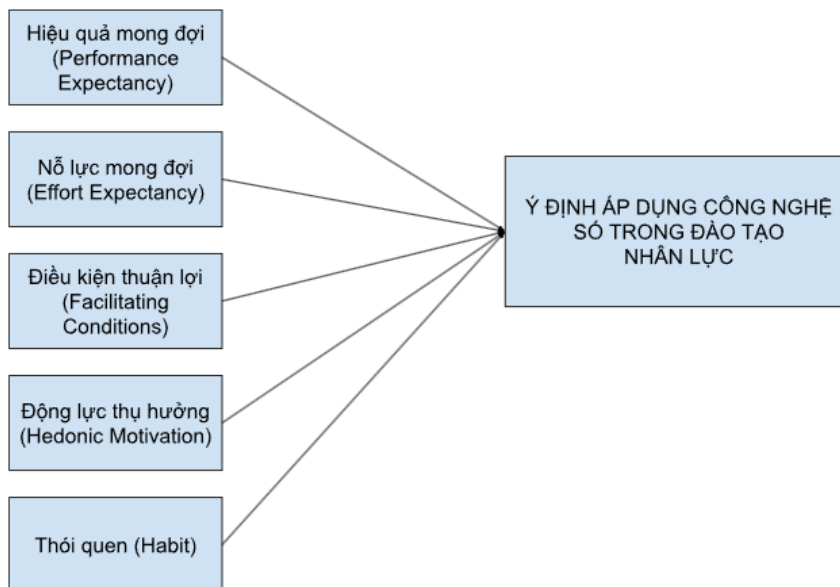 Hiệu quả mong đợi
(Performance
Expectancy)
Nỗ lực mong đợi
(Effort Expectancy)
Điều kiện thuận lợi
(Facilitating
Conditions)
Động lực thụ hưởng
(Hedonic Motivation)
Thói quen (Habit)
Ý ĐỊNH ÁP DỤNG CÔNG NGHỆ
SỐ TRONG ĐÀO TẠO
NHÂN LỰC